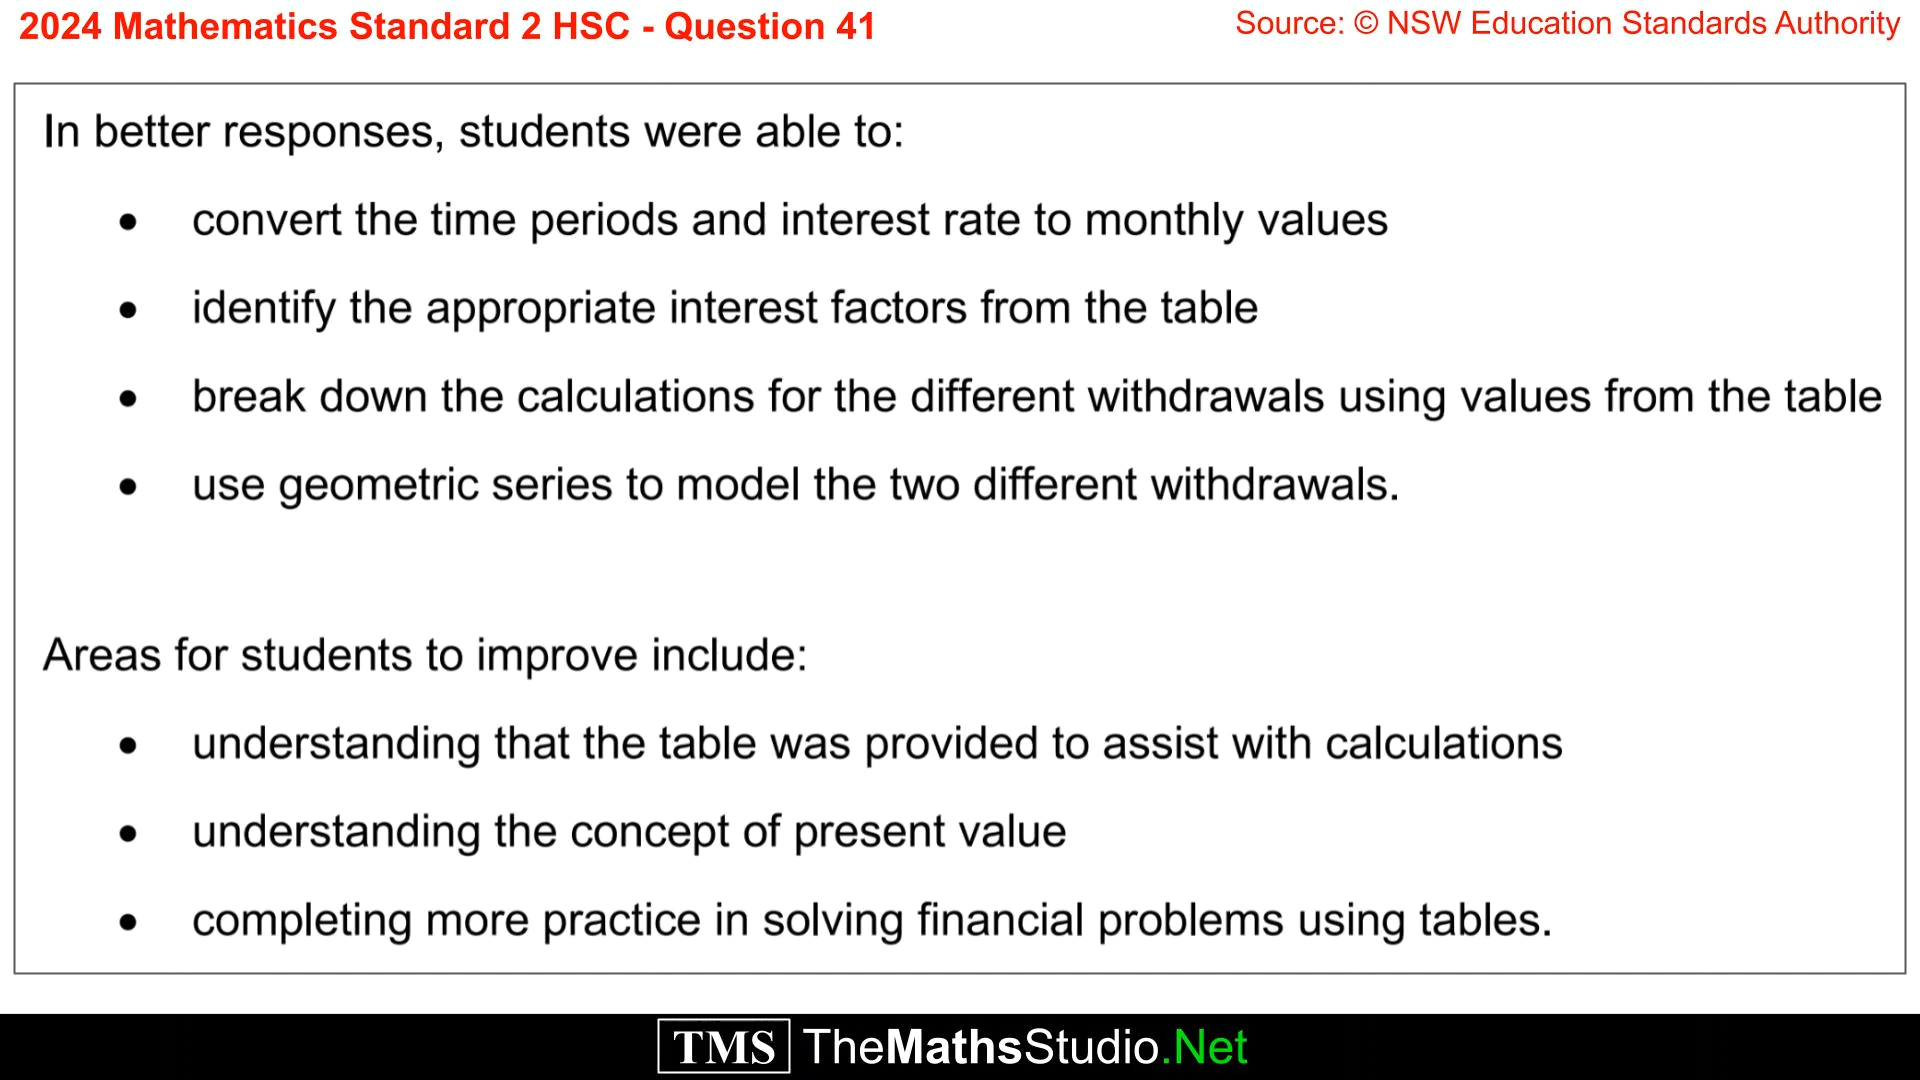 2024 Mathematics Standard 2 HSC - Question 41
Source: © NSW Education Standards Authority
In better responses, students were able to:
• convert the time periods and interest rate to monthly values
• identify the appropriate interest factors from the table
• break down the calculations for the different withdrawals using values from the table
• use geometric series to model the two different withdrawals.
Areas for students to improve include:
• understanding that the table was provided to assist with calculations
• understanding the concept of present value
• completing more practice in solving financial problems using tables.
TMS TheMathsStudio.Net